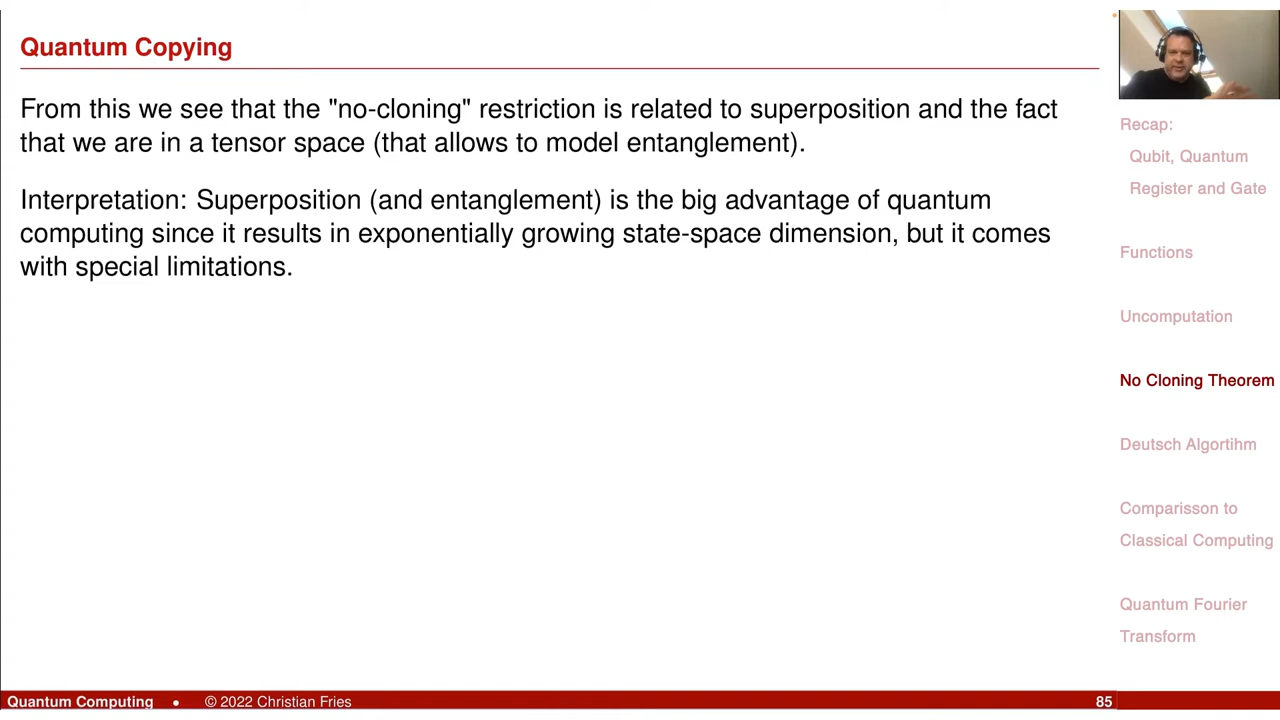 Quantum Copying
From this we see that the "no-cloning" restriction is related to superposition and the fact
that we are in a tensor space (that allows to model entanglement).
Interpretation: Superposition (and entanglement) is the big advantage of quantum
computing since it results in exponentially growing state-space dimension, but it comes
with special limitations.
Recap:
Qubit, Quantum
Register and Gate
Functions
Uncomputation
No Cloning Theorem
Deutsch Algortihm
Comparisson to
Classical Computing
Quantum Fourier
Transform
Quantum Computing • © 2022 Christian Fries 85